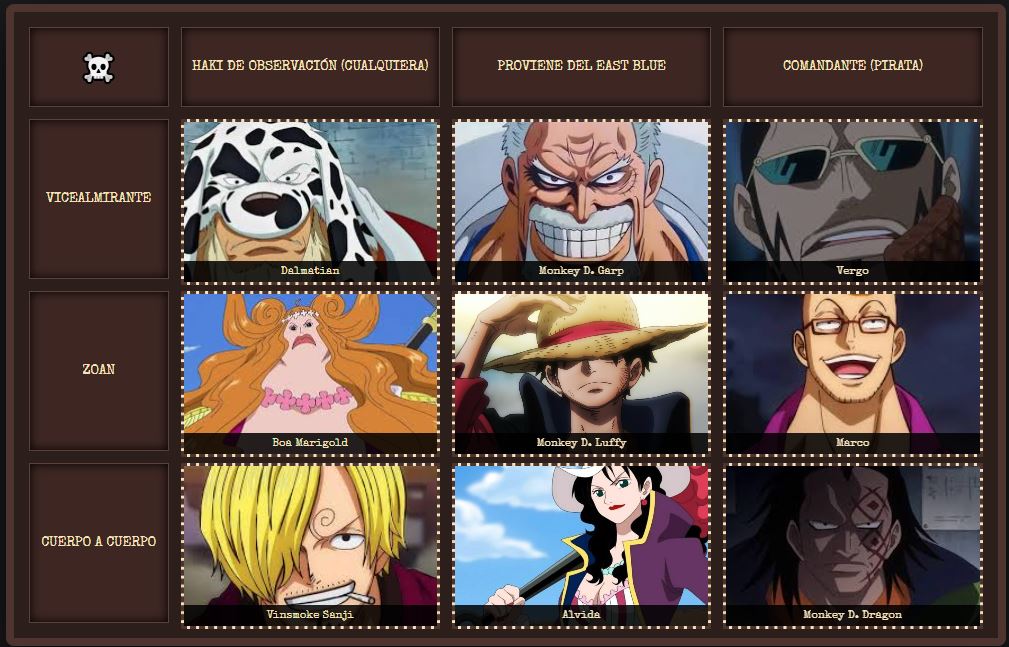 HAKI DE OBSERVACIÓN (CUALQUIERA)
PROVIENE DEL EAST BLUE
COMANDANTE (PIRATA)
VICEALMIRANTE
Dalmatian
Monkey D. Garp
Vergo
ZOAN
Boa Marigold
Monkey D. Luffy
Marco
CUERPO A CUERPO
Vinsmoke Sanji
Alvida
Monkey D. Dragon